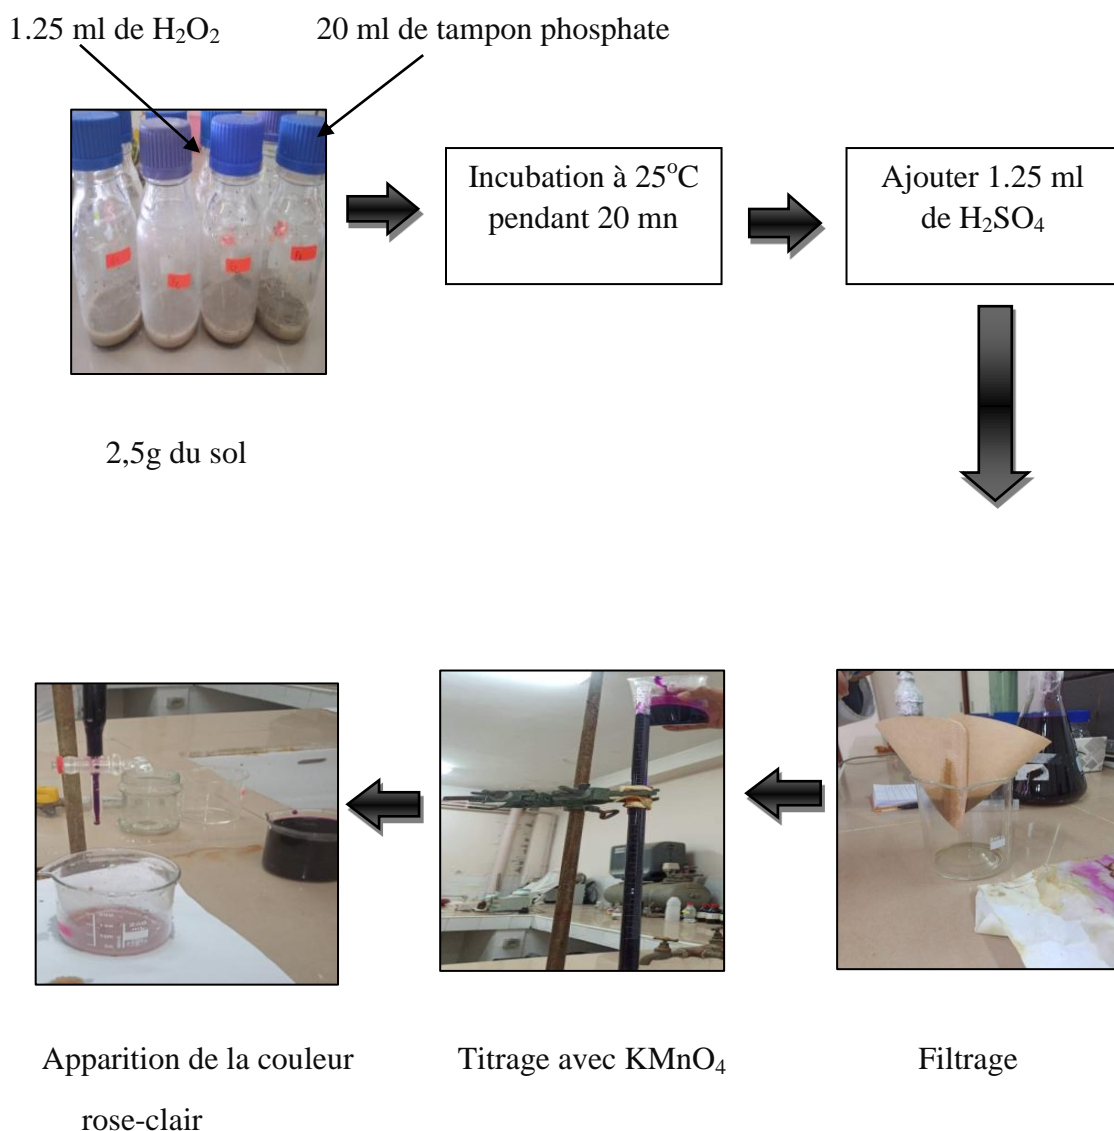 1.25 ml de H₂O₂
20 ml de tampon phosphate
Incubation à 25°C
pendant 20 mn
Ajouter 1.25 ml
de H₂SO₄
2,5g du sol
Apparition de la couleur
rose-clair
Titrage avec KMnO₄
Filtrage